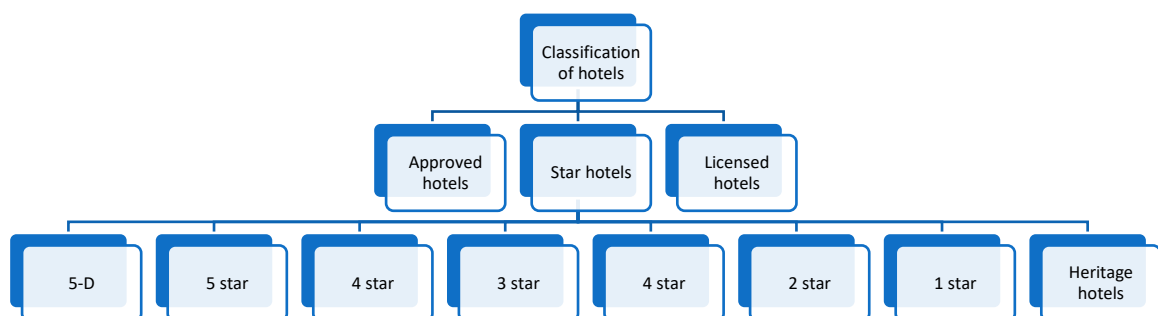 Classification
of hotels
Approved
hotels
Star hotels
Licensed
hotels
5-D
5 star
4 star
3 star
4 star
2 star
1 star
Heritage
hotels